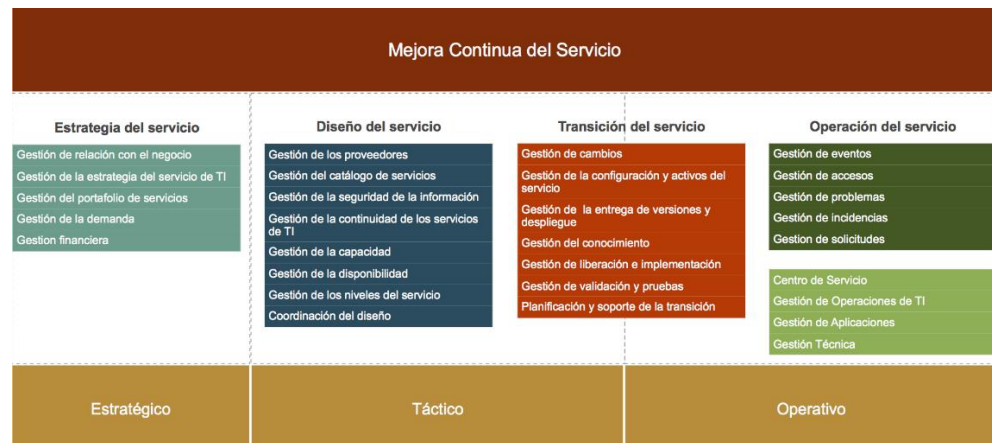 Mejora Continua del Servicio
Estrategia del servicio
Gestión de relación con el negocio
Gestión de la estrategia del servicio de TI
Gestión del portafolio de servicios
Gestión de la demanda
Gestion financiera
Diseño del servicio
Gestión de los proveedores
Gestión del catálogo de servicios
Gestión de la seguridad de la información
Gestión de la continuidad de los servicios
de TI
Gestión de la capacidad
Gestión de la disponibilidad
Gestión de los niveles del servicio
Coordinación del diseño
Transición del servicio
Gestión de cambios
Gestión de la configuración y activos del
servicio
Gestión de la entrega de versiones y
despliegue
Gestión del conocimiento
Gestión de liberación e implementación
Gestión de validación y pruebas
Planificación y soporte de la transición
Operación del servicio
Gestión de eventos
Gestión de accesos
Gestión de problemas
Gestión de incidencias
Gestion de solicitudes
Centro de Servicio
Gestión de Operaciones de TI
Gestión de Aplicaciones
Gestión Técnica
Estratégico
Táctico
Operativo